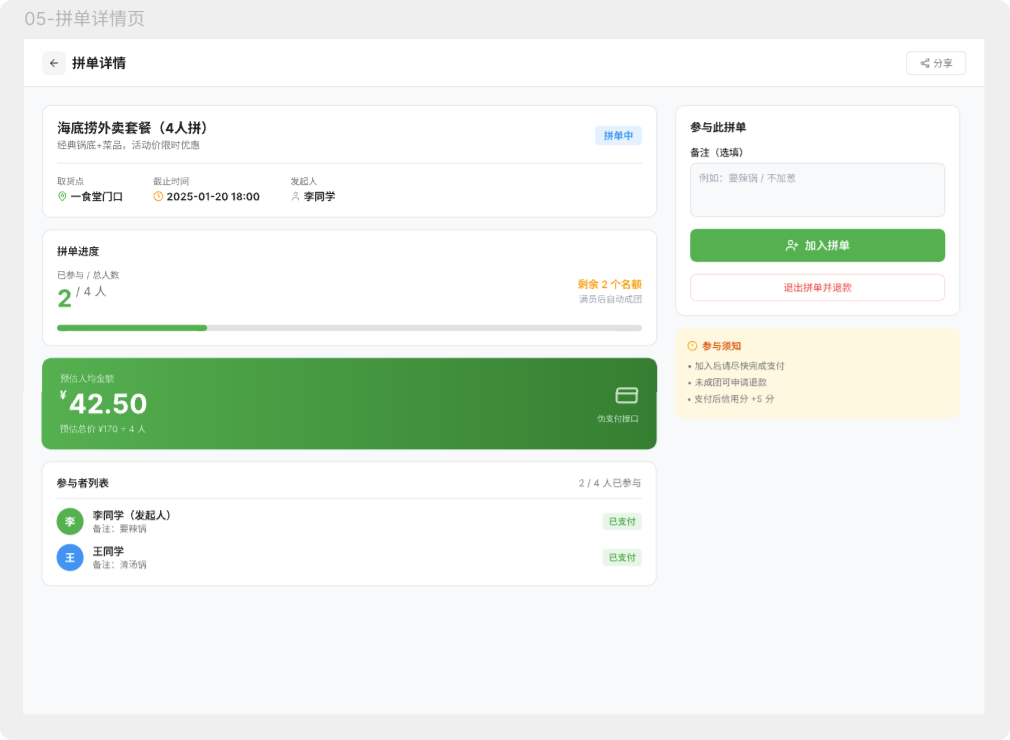 05-拼单详情页
拼单详情
分享
海底捞外卖套餐（4人拼）
经典锅底+菜品，活动价限时优惠
拼单中
取货点
一食堂门口
截止时间
2025-01-20 18:00
发起人
李同学
拼单进度
已参与 / 总人数
2 / 4 人
剩余 2 个名额
满员后自动成团
预估人均金额
¥42.50
预估总价 ¥170 ÷ 4 人
伪支付接口
参与者列表
2 / 4 人已参与
李
李同学（发起人）
备注：要辣锅
已支付
王
王同学
备注：清汤锅
已支付
参与此拼单
备注（选填）
例如：要辣锅 / 不加葱
加入拼单
退出拼单并退款
参与须知
• 加入后请尽快完成支付
• 未成团可申请退款
• 支付后信用分 +5 分